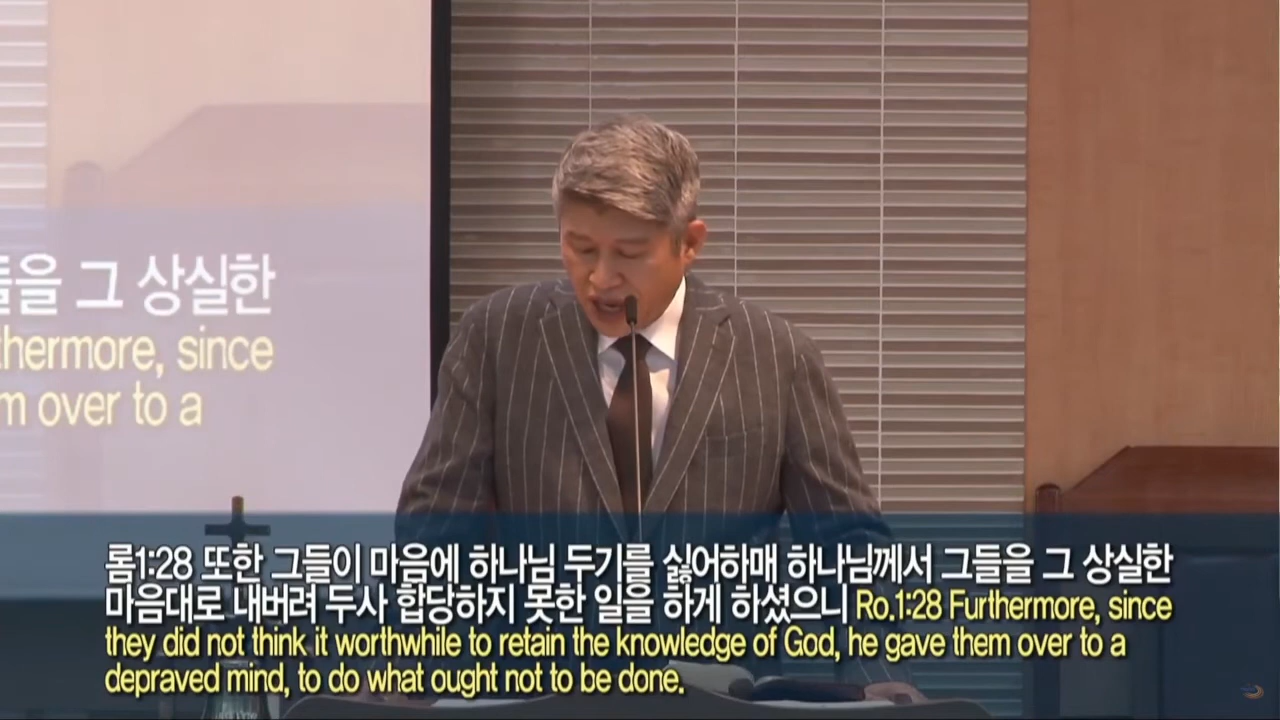 들을 그 상실한
thermore, since
m over to a
롬1:28 또한 그들이 마음에 하나님 두기를 싫어하매 하나님께서 그들을 그 상실한
마음대로 내버려 두사 합당하지 못한 일을 하게 하셨으니 Ro.1:28 Furthermore, since
they did not think it worthwhile to retain the knowledge of God, he gave them over to a
depraved mind, to do what ought not to be done.